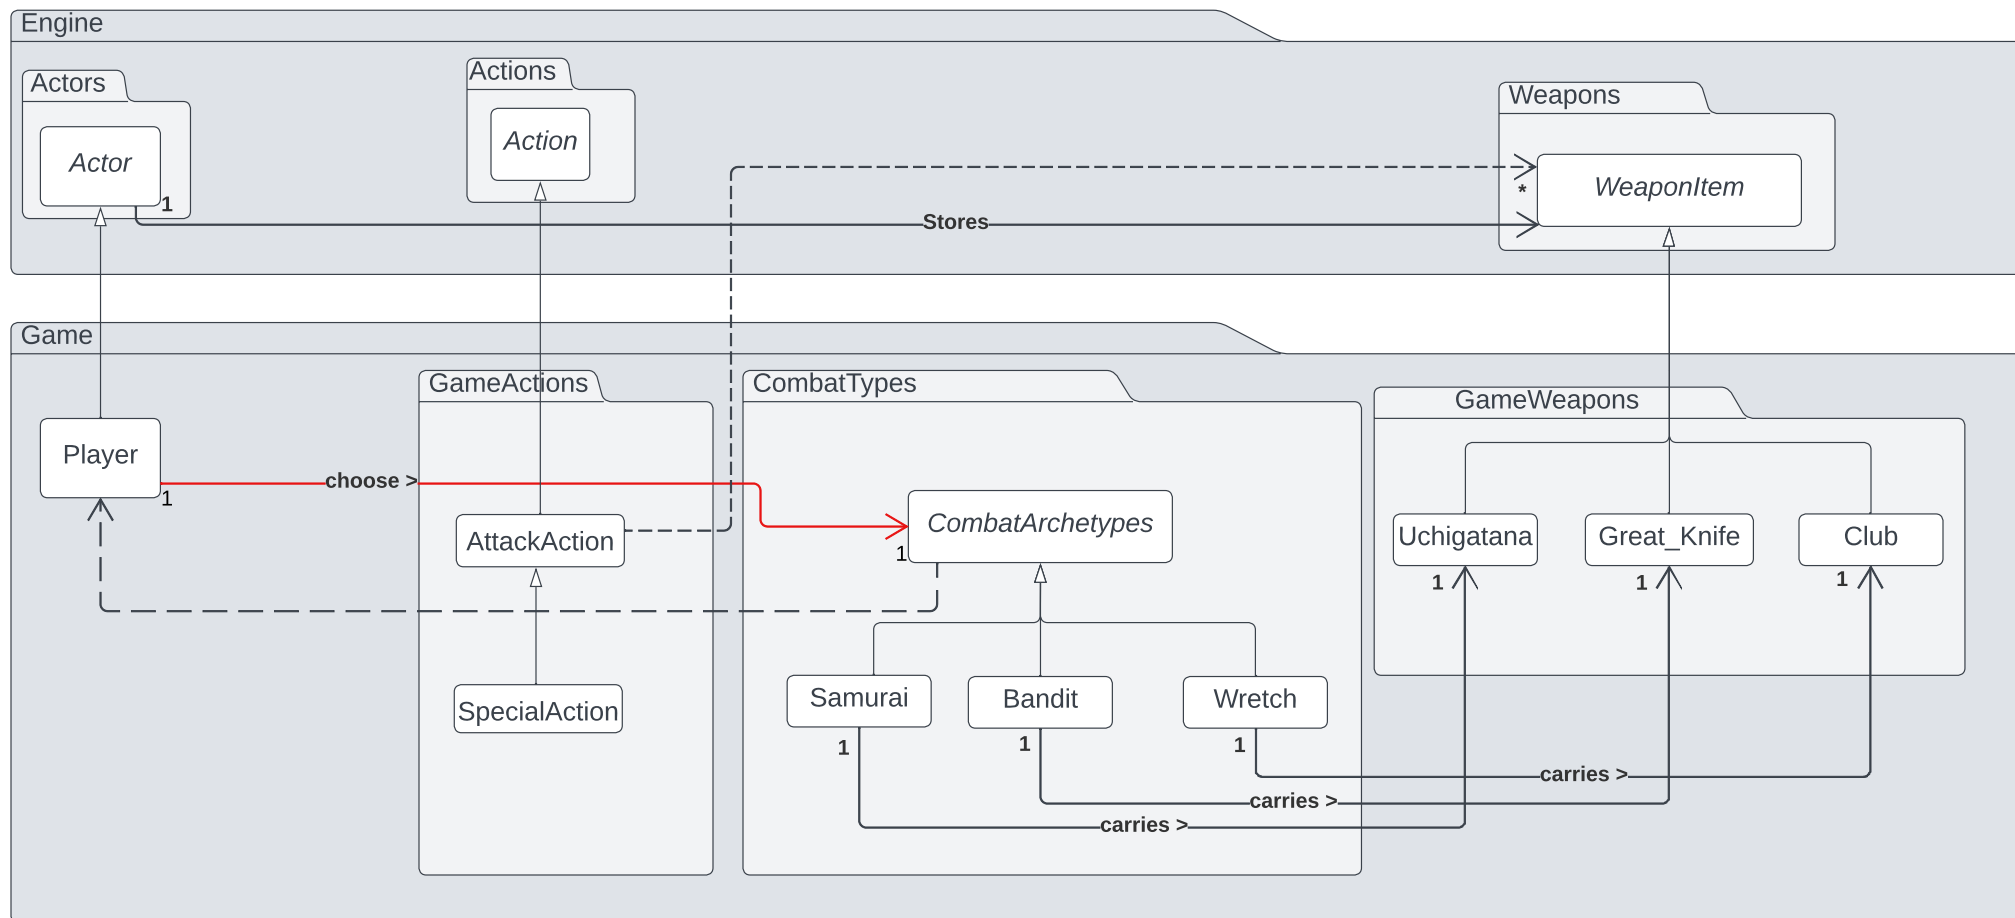 Engine
Actors
Actions
Weapons
Actor
Action
WeaponItem
1
*
Stores
Game
GameActions
CombatTypes
GameWeapons
Player
choose >
1
AttackAction
CombatArchetypes
1
Uchigatana
Great_Knife
Club
1
1
1
SpecialAction
Samurai
Bandit
Wretch
1
1
1
carries >
carries >
carries >